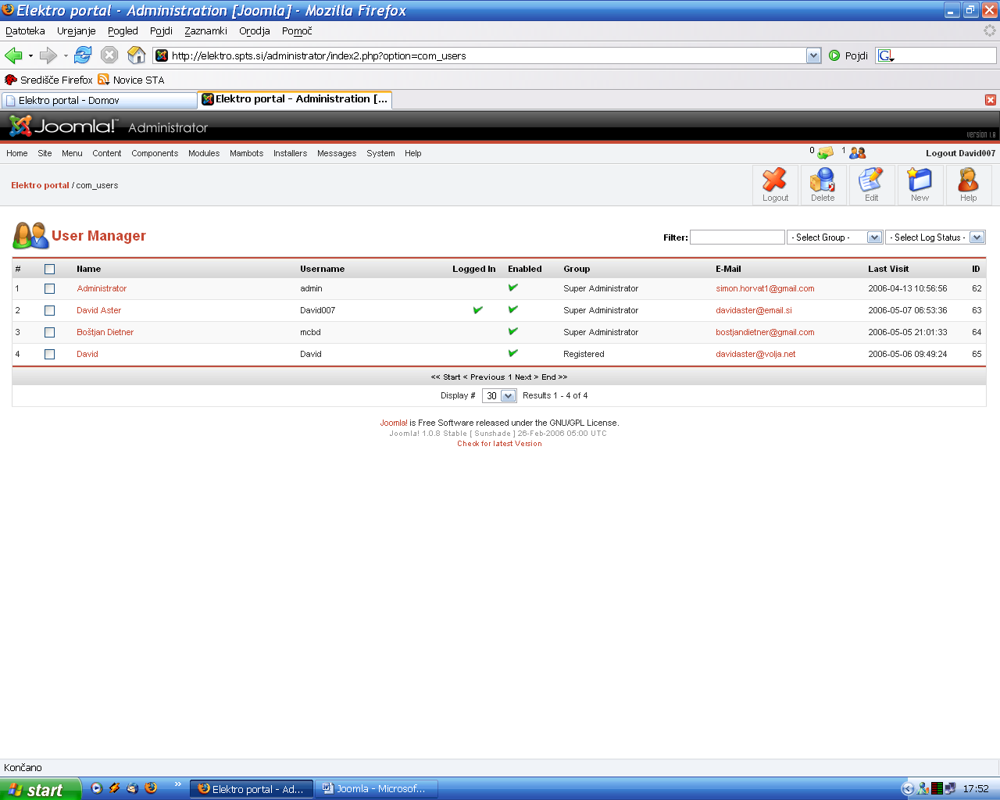 Elektro portal - Administration [Joomla] - Mozilla Firefox
Datoteka Urejanje Pogled Pojdi Zaznamki Orodja Pomoč
http://elektro.spts.si/administrator/index2.php?option=com_users Pojdi G
Središče Firefox Novice STA
Elektro portal - Domov Elektro portal - Administration [...
Joomla! Administrator
version 1.0
Home Site Menu Content Components Modules Mambots Installers Messages System Help 0 1 Logout David007
Elektro portal / com_users
Logout Delete Edit New Help
User Manager Filter: - Select Group - - Select Log Status -
# Name Username Logged In Enabled Group E-Mail Last Visit ID
1 Administrator admin Super Administrator simon.horvat1@gmail.com 2006-04-13 10:56:56 62
2 David Aster David007 Super Administrator davidaster@email.si 2006-05-07 06:53:36 63
3 Boštjan Dietner mcbd Super Administrator bostjandietner@gmail.com 2006-05-05 21:01:33 64
4 David David Registered davidaster@volja.net 2006-05-06 09:49:24 65
<< Start < Previous 1 Next > End >>
Display # 30 Results 1 - 4 of 4
Joomla! is Free Software released under the GNU/GPL License.
Joomla! 1.0.8 Stable [ Sunshade ] 26-Feb-2006 05:00 UTC
Check for latest Version
Končano
start » Elektro portal - Ad... Joomla - Microsof... 17:52